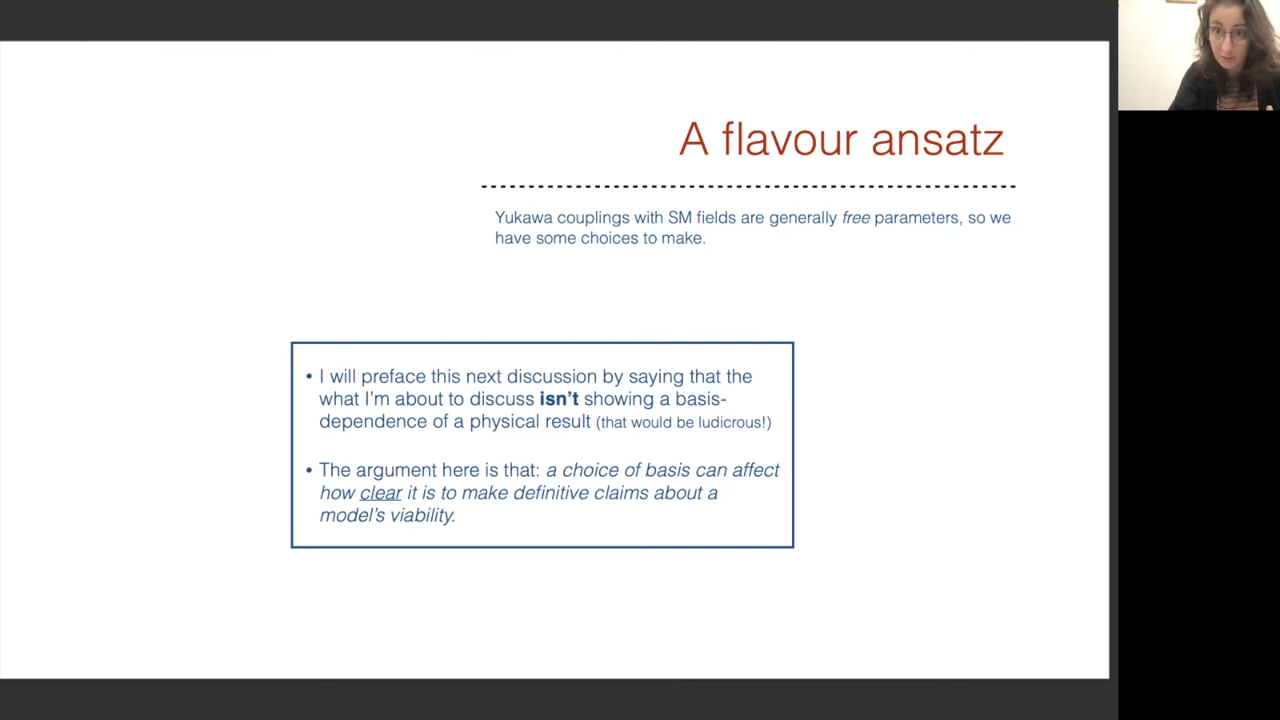 A flavour ansatz
Yukawa couplings with SM fields are generally free parameters, so we
have some choices to make.
• I will preface this next discussion by saying that the
what I'm about to discuss isn't showing a basis-
dependence of a physical result (that would be ludicrous!)
• The argument here is that: a choice of basis can affect
how clear it is to make definitive claims about a
model's viability.